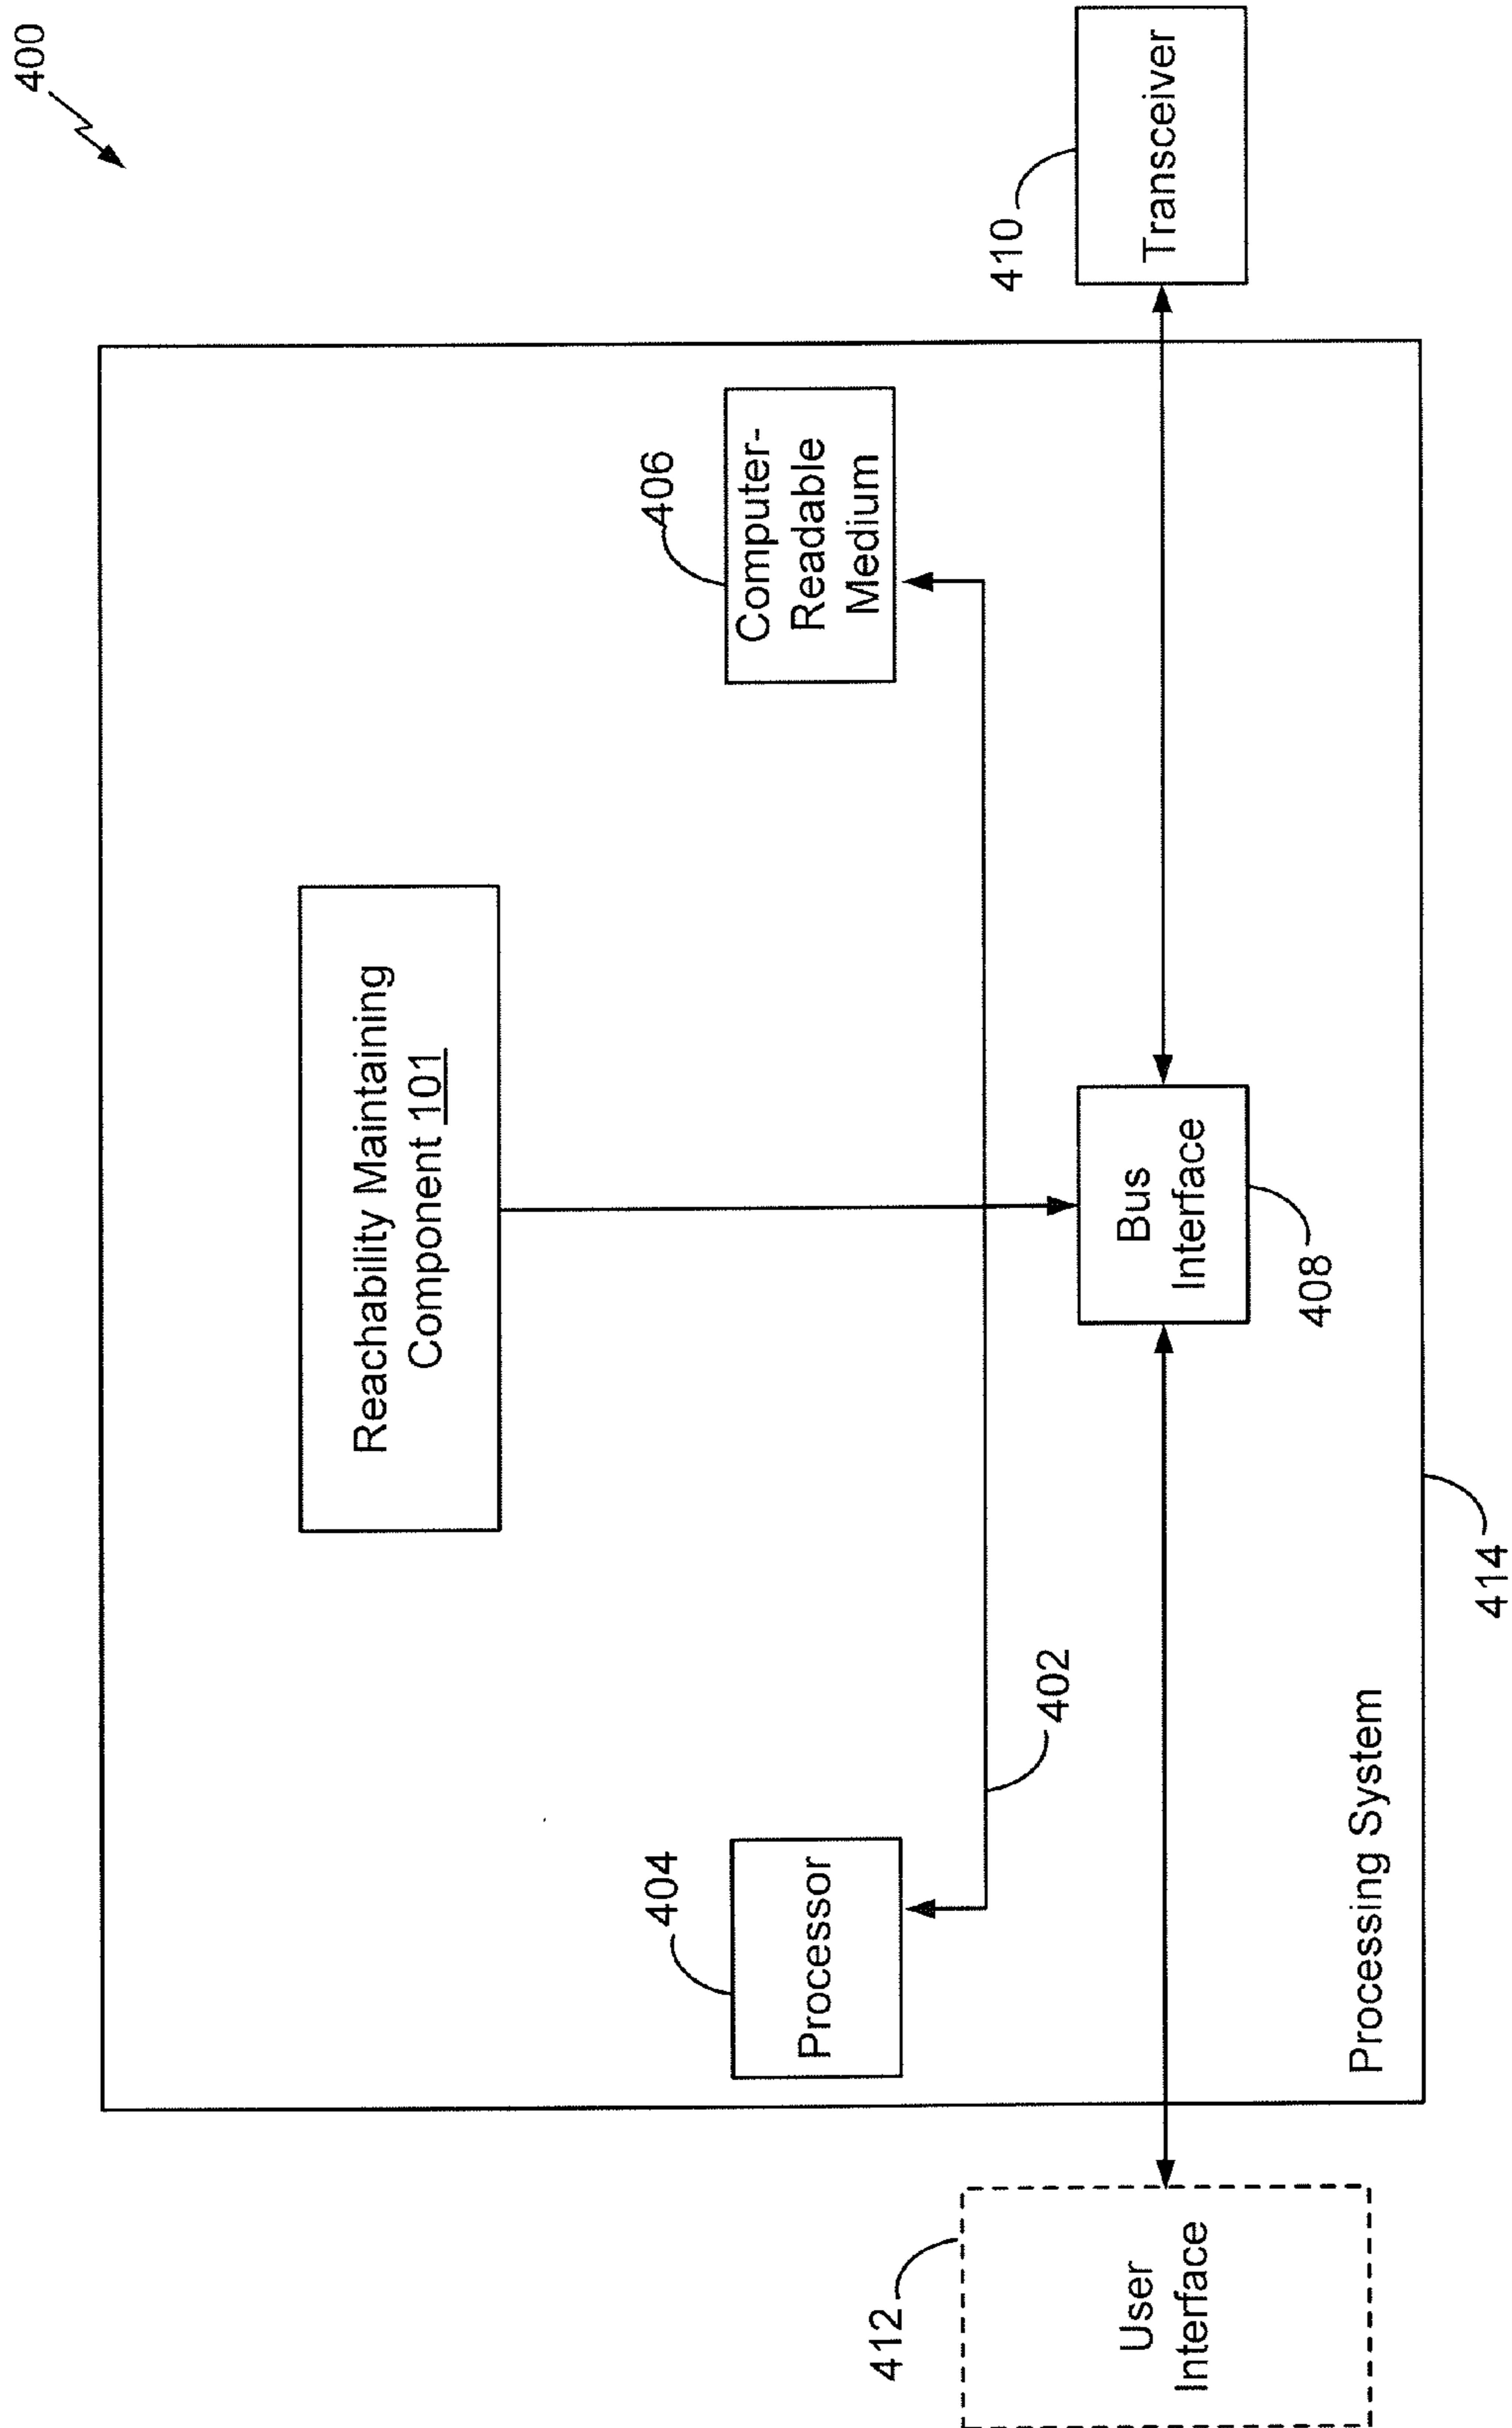 400
Reachability Maintaining
Component 101
404
Processor
406
Computer-
Readable
Medium
402
412
User
Interface
Bus
Interface
408
410
Transceiver
Processing System
414